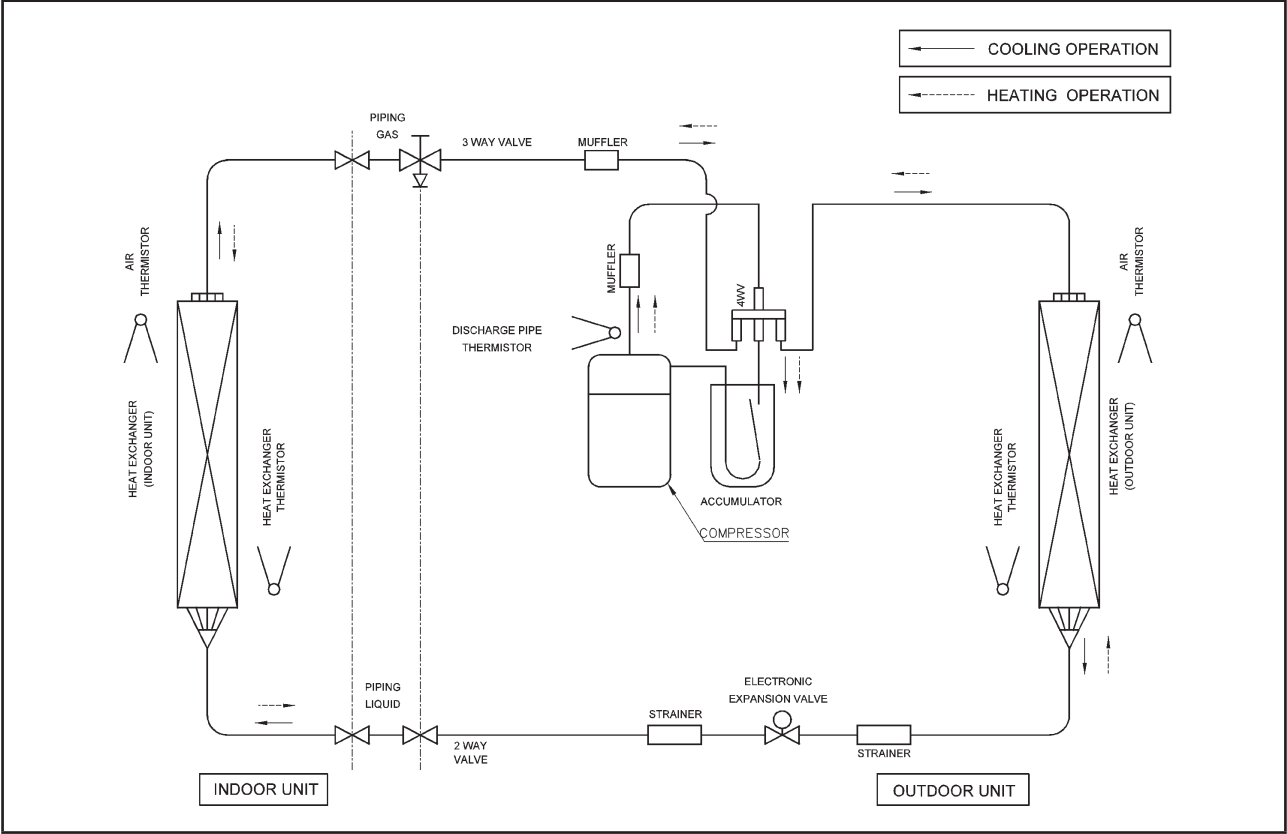 COOLING OPERATION
HEATING OPERATION
PIPING
GAS
3 WAY VALVE
MUFFLER
AIR
THERMISTOR
MUFFLER
4WV
AIR
THERMISTOR
DISCHARGE PIPE
THERMISTOR
HEAT EXCHANGER
(INDOOR UNIT)
HEAT EXCHANGER
THERMISTOR
HEAT EXCHANGER
THERMISTOR
HEAT EXCHANGER
(OUTDOOR UNIT)
ACCUMULATOR
COMPRESSOR
PIPING
LIQUID
2 WAY
VALVE
STRAINER
ELECTRONIC
EXPANSION VALVE
STRAINER
INDOOR UNIT
OUTDOOR UNIT